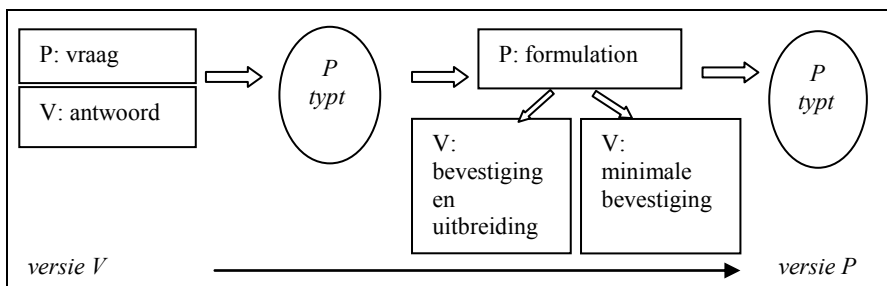 P: vraag
V: antwoord
P
typt
P: formulation
V:
bevestiging
en
uitbreiding
V:
minimale
bevestiging
P
typt
versie V
versie P